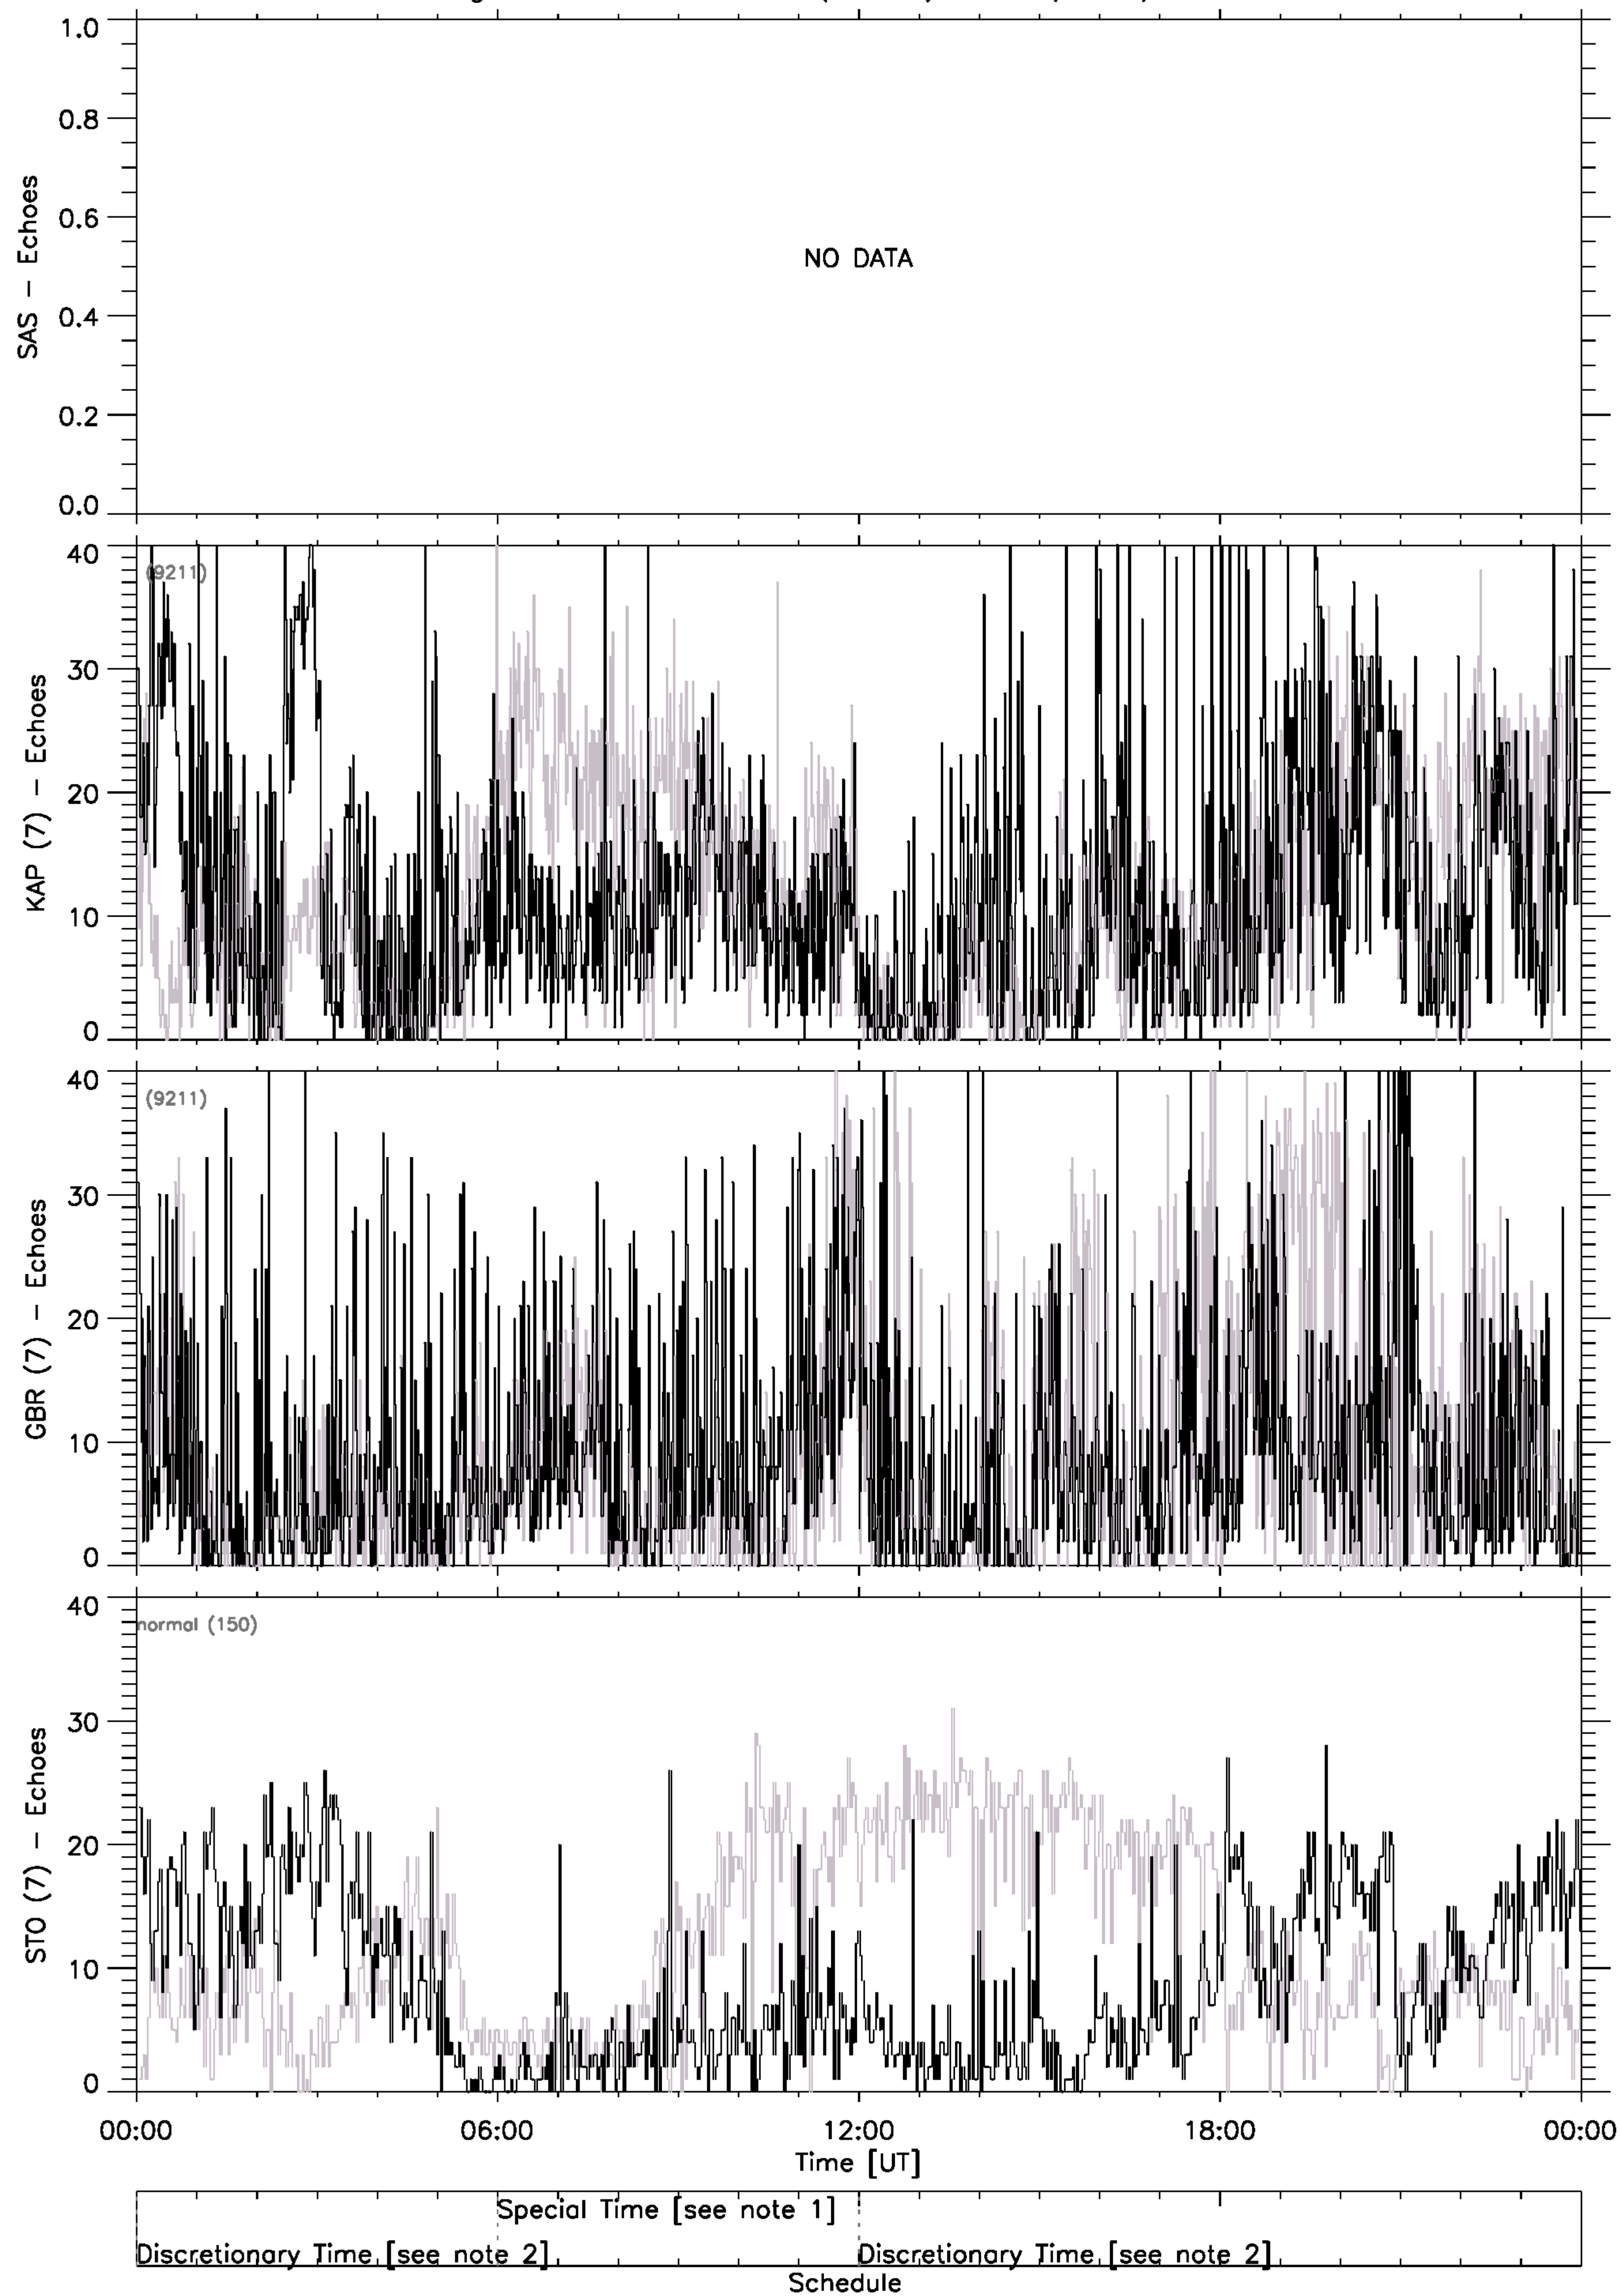 1.0
0.8
0.6
0.4
0.2
0.0
SAS - Echoes
NO DATA
40
30
20
10
0
KAP (7) - Echoes
(9211)
40
30
20
10
0
GBR (7) - Echoes
(9211)
40
30
20
10
0
STO (7) - Echoes
normal (150)
00:00 06:00 12:00 18:00 00:00
Time [UT]
Special Time [see note 1]
Discretionary Time [see note 2] Discretionary Time [see note 2]
Schedule